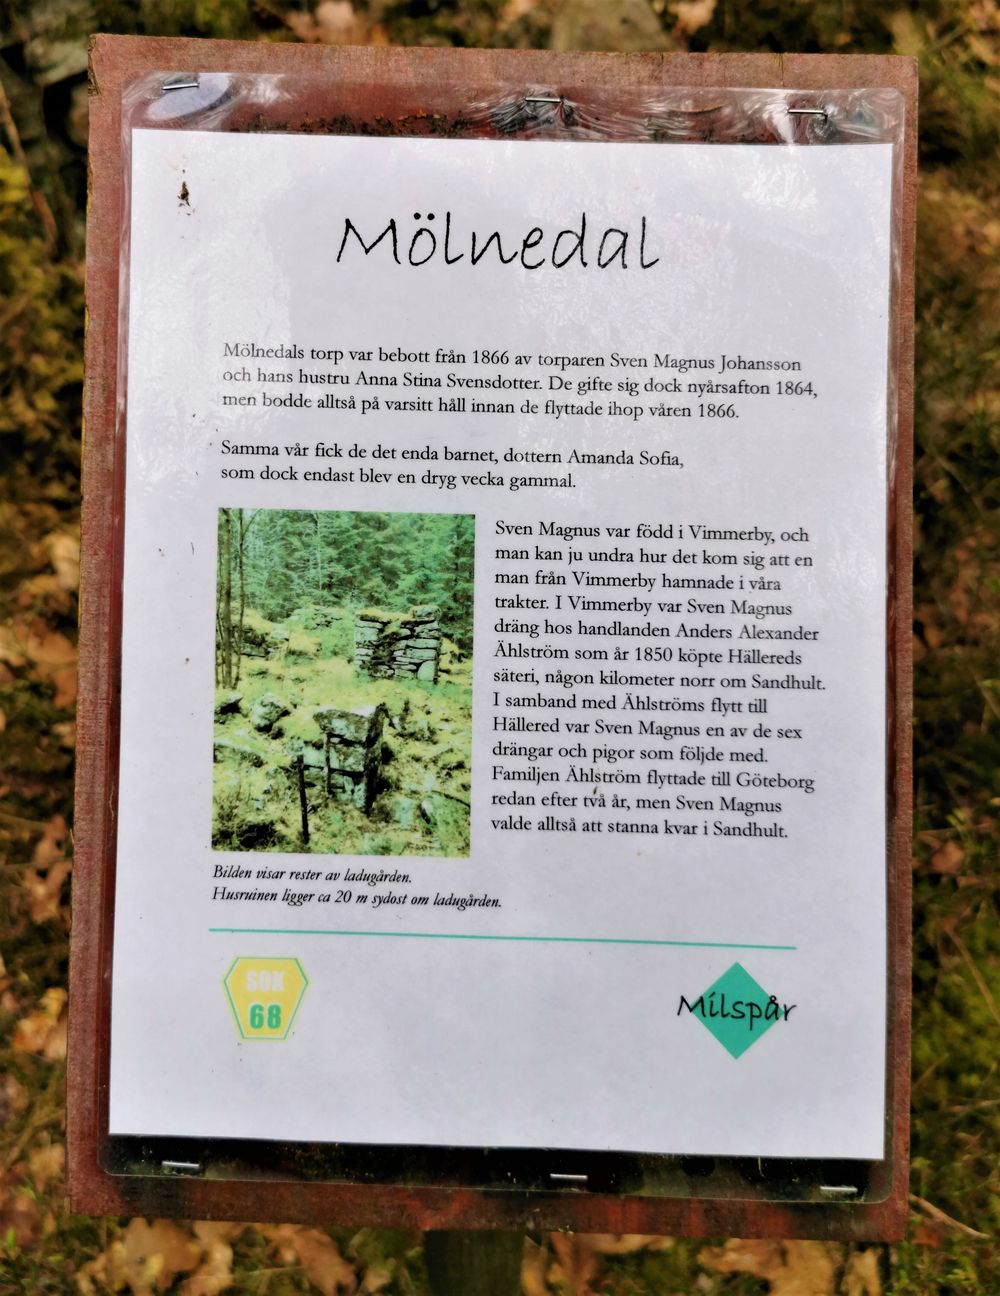 Mölnedal
Mölnedals torp var bebott från 1866 av torparen Sven Magnus Johansson
och hans hustru Anna Stina Svensdotter. De gifte sig dock nyårsafton 1864,
men bodde alltså på varsitt håll innan de flyttade ihop våren 1866.
Samma vår fick de det enda barnet, dottern Amanda Sofia,
som dock endast blev en dryg vecka gammal.
Sven Magnus var född i Vimmerby, och
man kan ju undra hur det kom sig att en
man från Vimmerby hamnade i våra
trakter. I Vimmerby var Sven Magnus
dräng hos handlanden Anders Alexander
Ählström som år 1850 köpte Hällereds
säteri, någon kilometer norr om Sandhult.
I samband med Ählströms flytt till
Hällered var Sven Magnus en av de sex
drängar och pigor som följde med.
Familjen Ählström flyttade till Göteborg
redan efter två år, men Sven Magnus
valde alltså att stanna kvar i Sandhult.
Bilden visar rester av ladugården.
Husruinen ligger ca 20 m sydost om ladugården.
SOK
68
Milspår